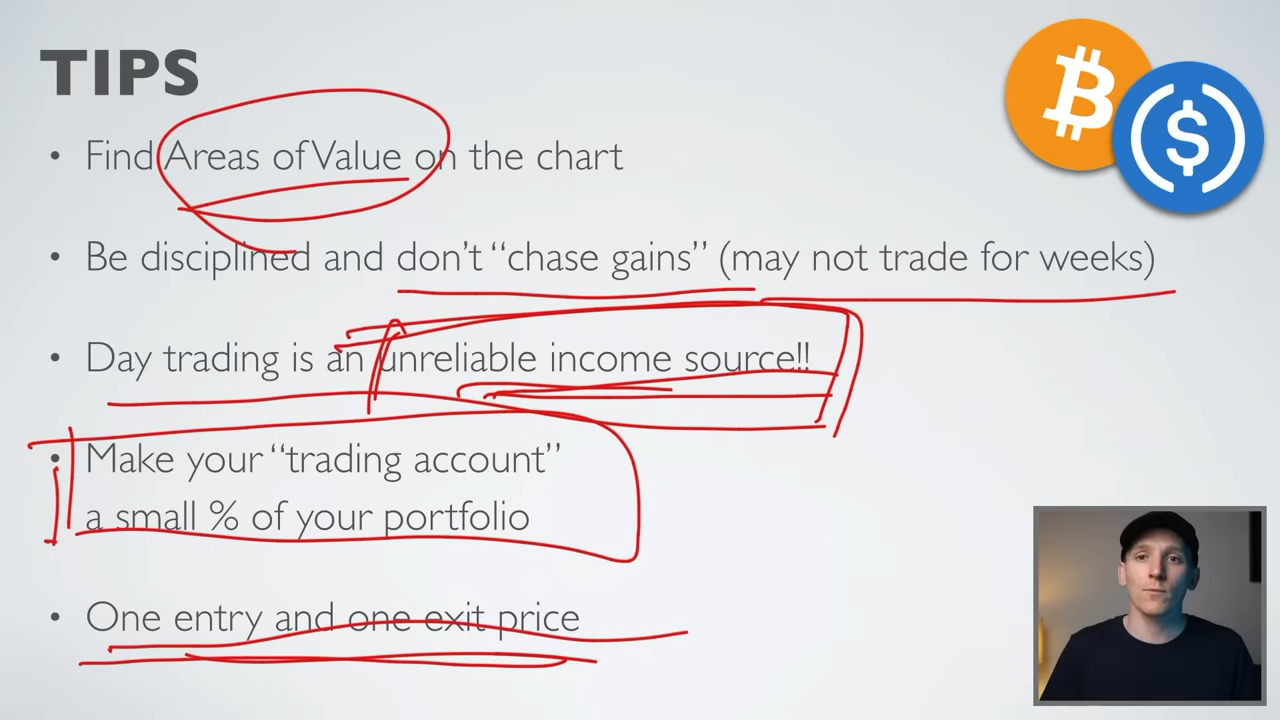 TIPS
• Find Areas of Value on the chart
• Be disciplined and don’t “chase gains” (may not trade for weeks)
• Day trading is an unreliable income source!!
• Make your “trading account”
a small % of your portfolio
• One entry and one exit price